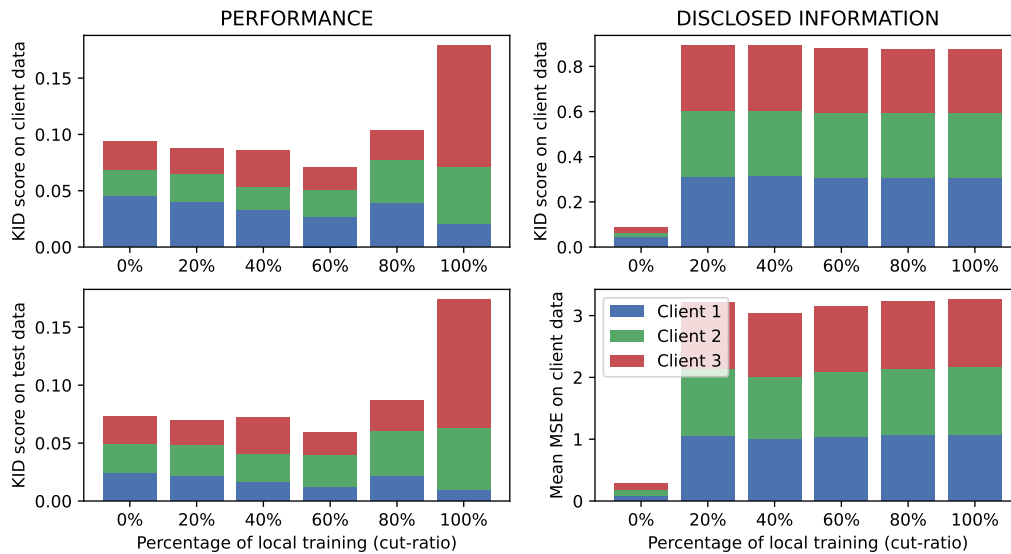 PERFORMANCE
KID score on client data
0.15
0.10
0.05
0.00
0% 20% 40% 60% 80% 100%
DISCLOSED INFORMATION
KID score on client data
0.8
0.6
0.4
0.2
0.0
0% 20% 40% 60% 80% 100%
KID score on test data
0.15
0.10
0.05
0.00
0% 20% 40% 60% 80% 100%
Percentage of local training (cut-ratio)
Mean MSE on client data
3
2
1
0
Client 1
Client 2
Client 3
0% 20% 40% 60% 80% 100%
Percentage of local training (cut-ratio)